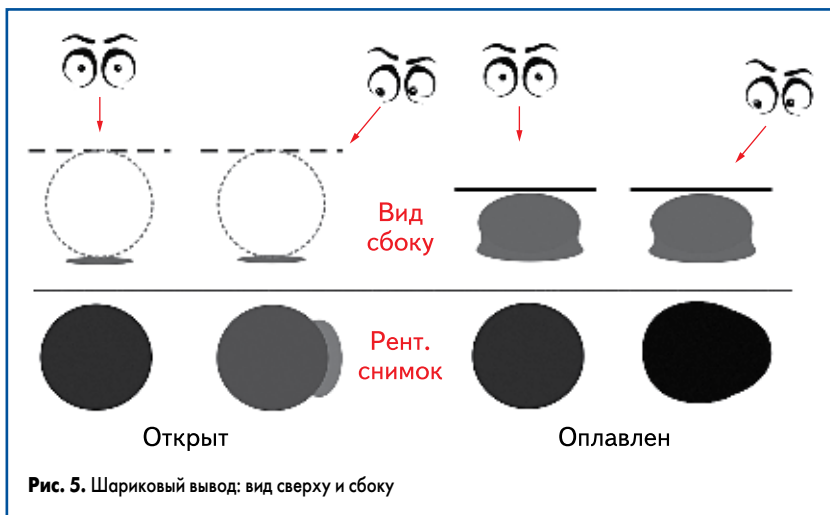 Вид
сбоку
Рент.
снимок
Открыт
Оплавлен
Рис. 5. Шариковый вывод: вид сверху и сбоку